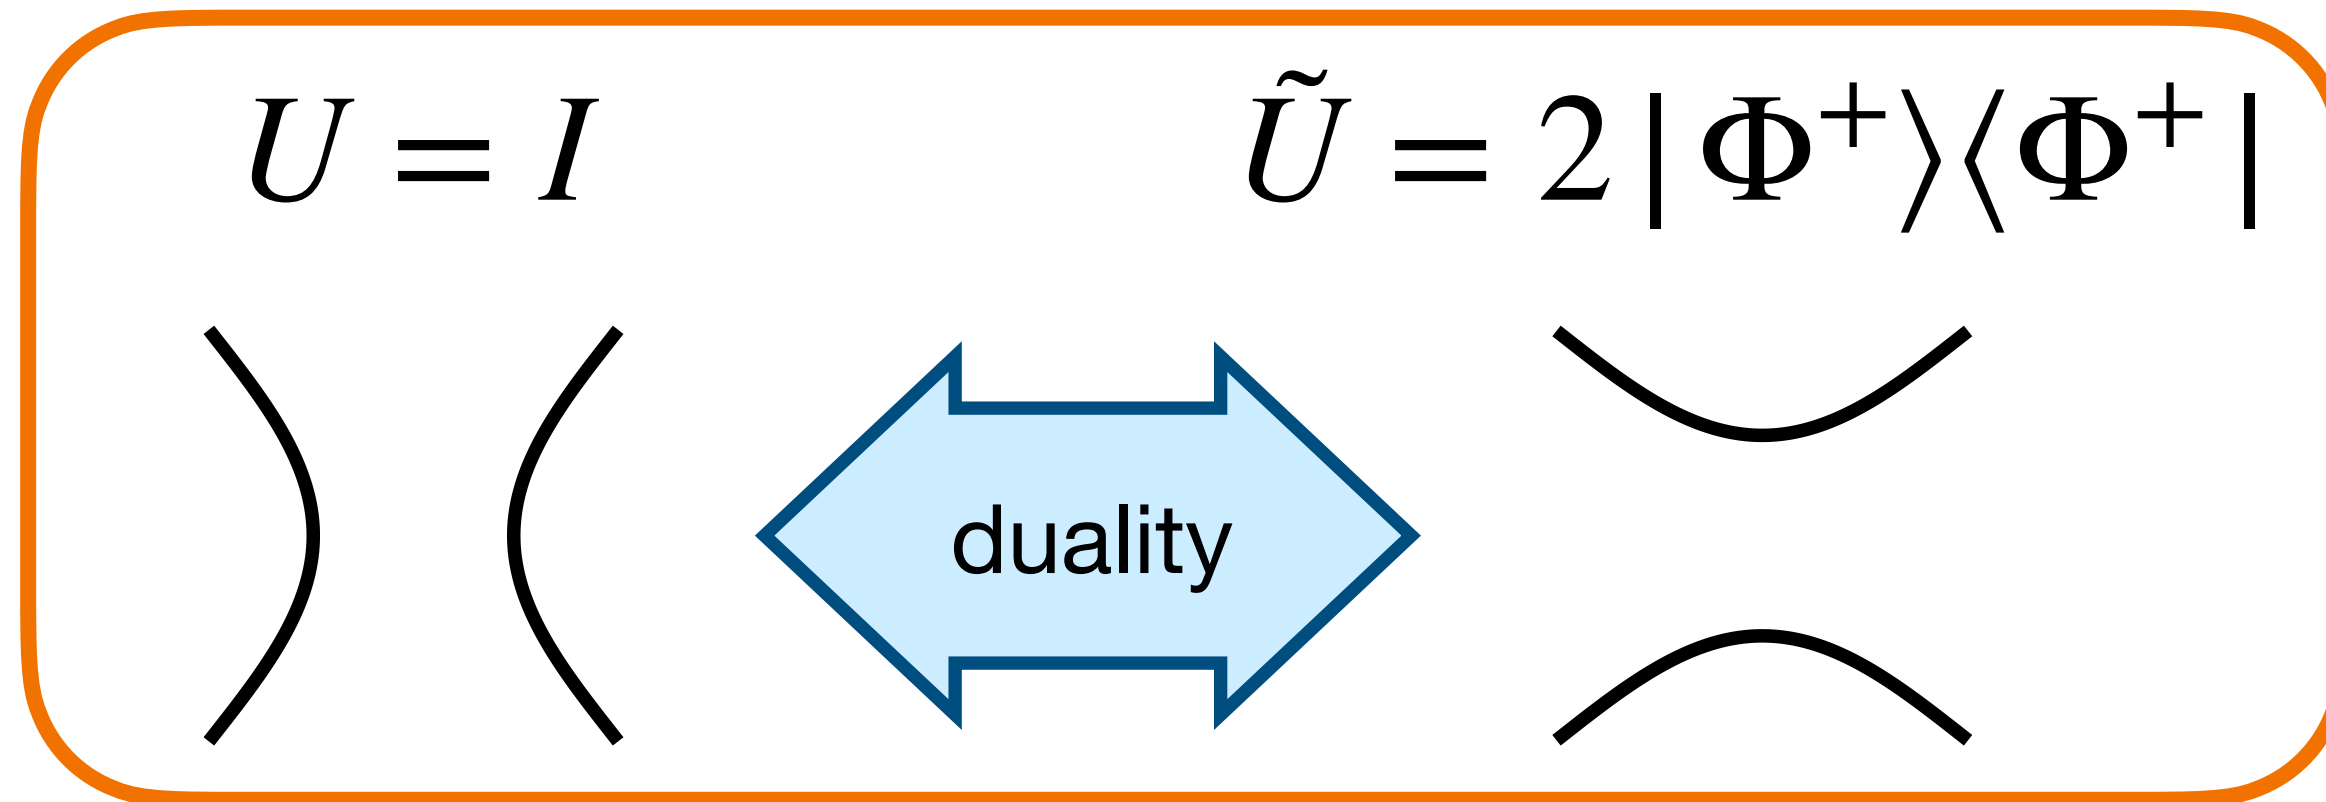 U = I
Ũ = 2|Φ⁺⟩⟨Φ⁺|
duality